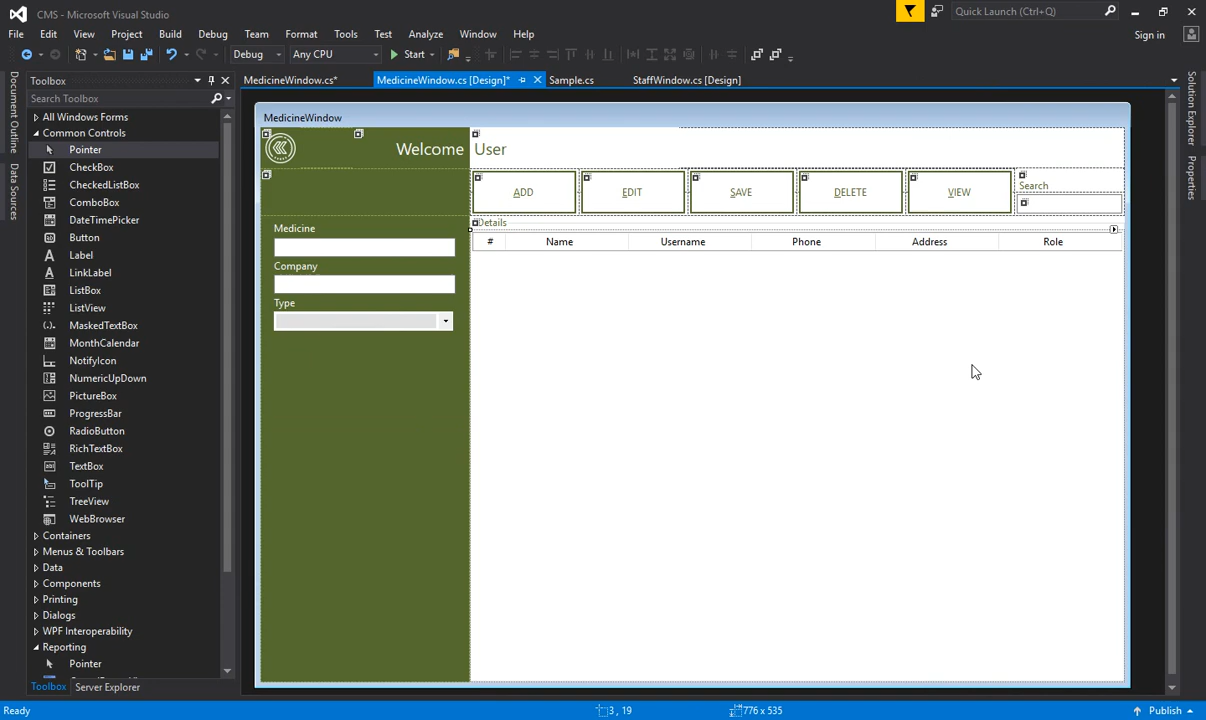 CMS - Microsoft Visual Studio
Quick Launch (Ctrl+Q)
File Edit View Project Build Debug Team Format Tools Test Analyze Window Help
Sign in
Debug
Any CPU
Start
Document Outline
Data Sources
Toolbox
Search Toolbox
All Windows Forms
Common Controls
Pointer
CheckBox
CheckedListBox
ComboBox
DateTimePicker
Button
Label
LinkLabel
ListBox
ListView
MaskedTextBox
MonthCalendar
NotifyIcon
NumericUpDown
PictureBox
ProgressBar
RadioButton
RichTextBox
TextBox
ToolTip
TreeView
WebBrowser
Containers
Menus & Toolbars
Data
Components
Printing
Dialogs
WPF Interoperability
Reporting
Pointer
Toolbox Server Explorer
MedicineWindow.cs* MedicineWindow.cs [Design]* Sample.cs StaffWindow.cs [Design]
MedicineWindow
Welcome User
ADD EDIT SAVE DELETE VIEW
Search
Details
# Name Username Phone Address Role
Medicine
Company
Type
Solution Explorer
Properties
Ready
3 , 19
776 x 535
Publish